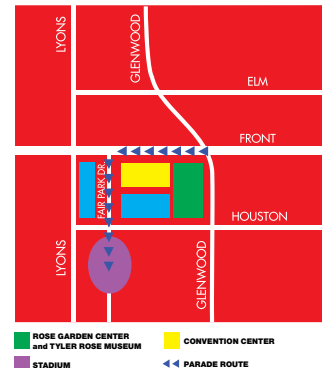 LYONS
GLENWOOD
ELM
FRONT
FAIR PARK DR.
HOUSTON
LYONS
GLENWOOD
ROSE GARDEN CENTER
and TYLER ROSE MUSEUM
CONVENTION CENTER
STADIUM
PARADE ROUTE